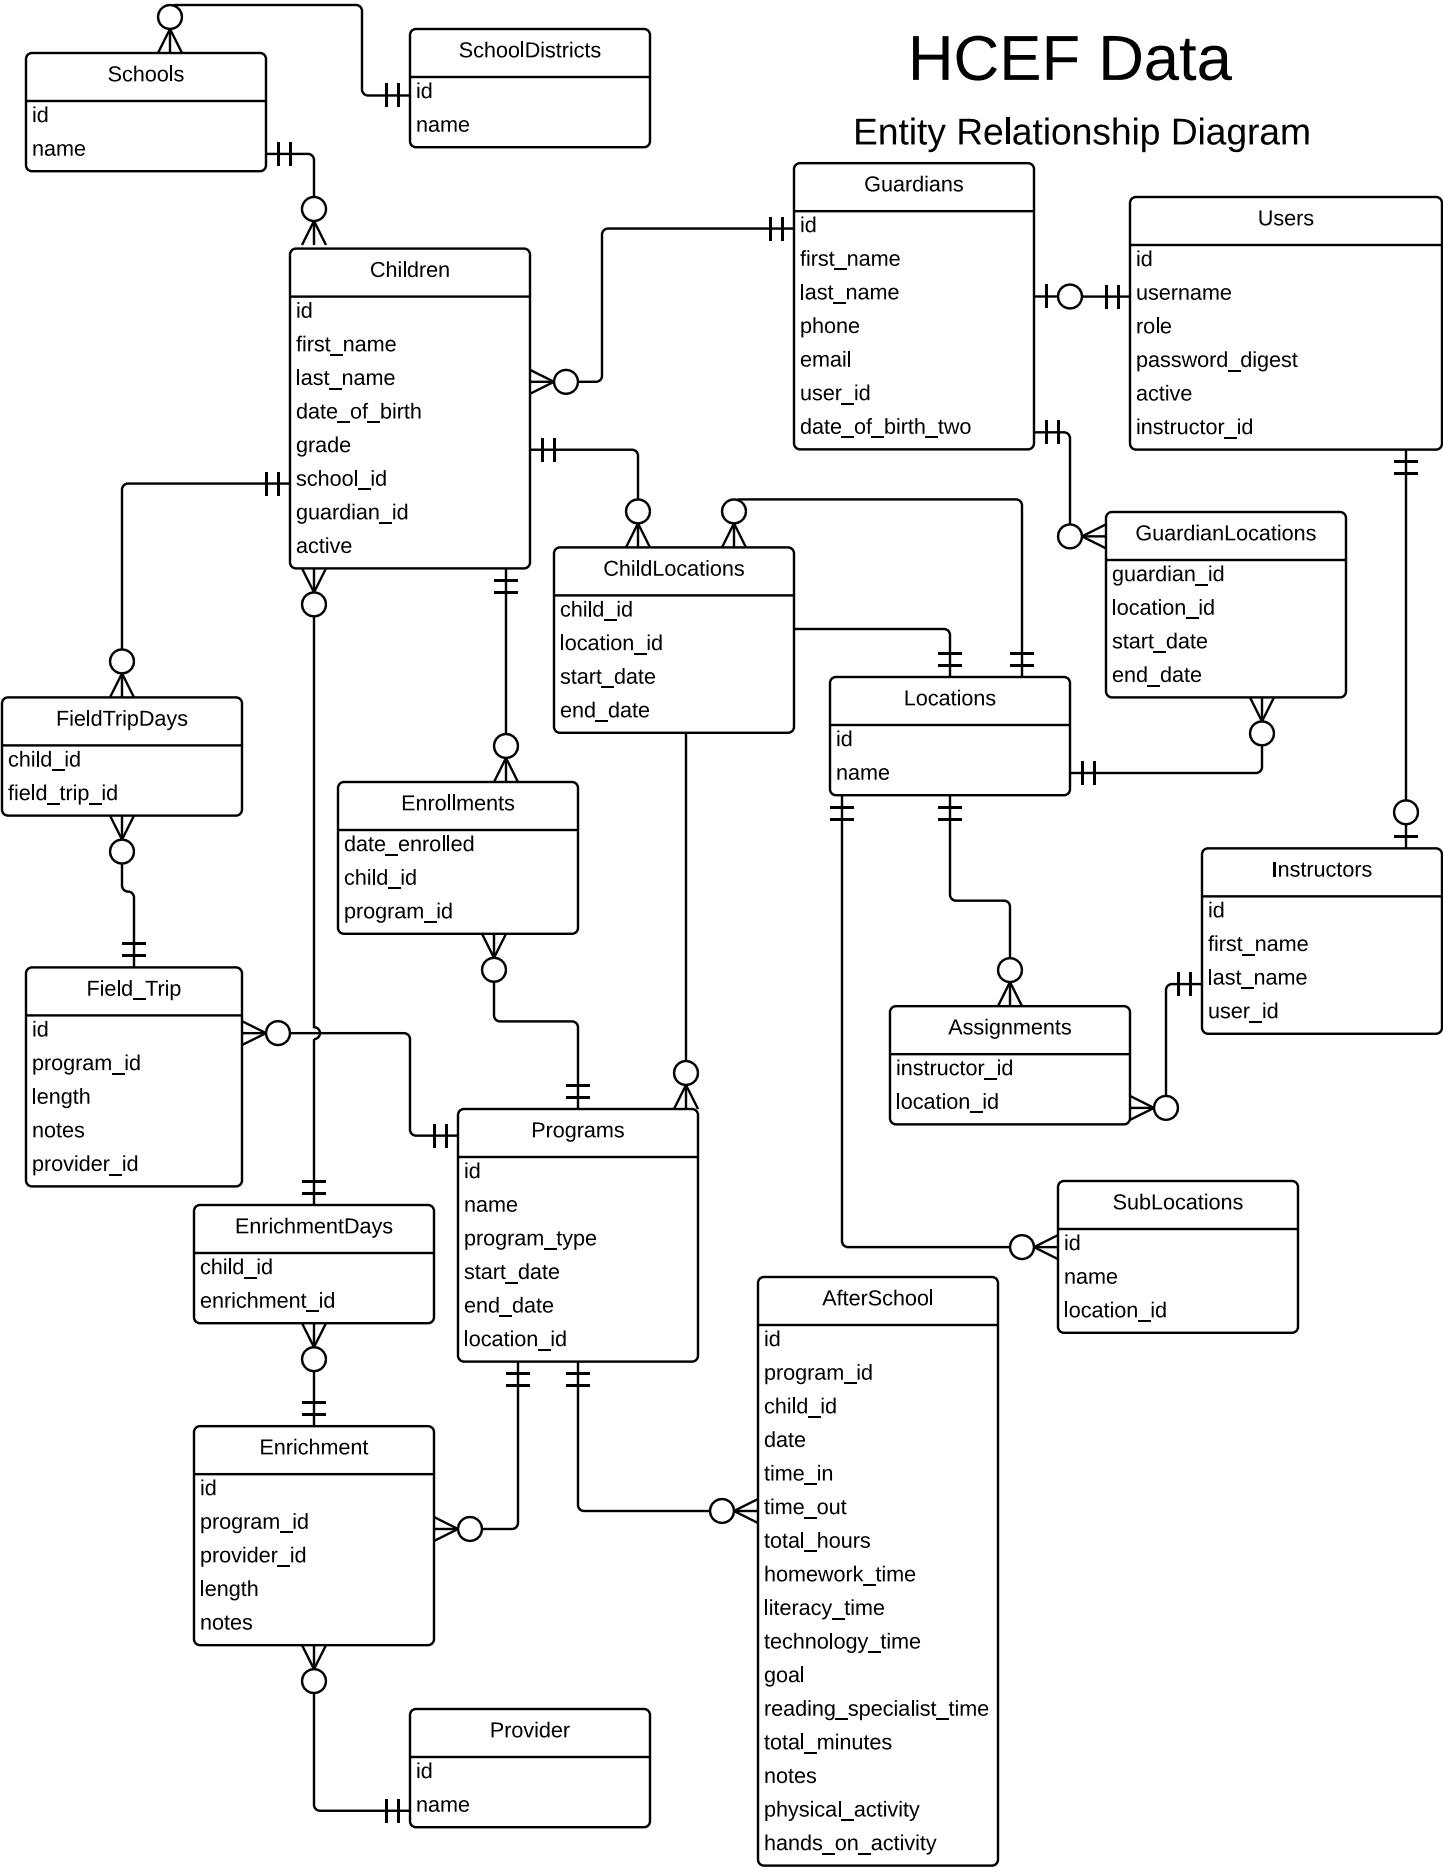 HCEF Data
Entity Relationship Diagram
Schools
id
name
SchoolDistricts
id
name
Guardians
id
first_name
last_name
phone
email
user_id
date_of_birth_two
Users
id
username
role
password_digest
active
instructor_id
Children
id
first_name
last_name
date_of_birth
grade
school_id
guardian_id
active
ChildLocations
child_id
location_id
start_date
end_date
GuardianLocations
guardian_id
location_id
start_date
end_date
Locations
id
name
FieldTripDays
child_id
field_trip_id
Enrollments
date_enrolled
child_id
program_id
Instructors
id
first_name
last_name
user_id
Field_Trip
id
program_id
length
notes
provider_id
Assignments
instructor_id
location_id
Programs
id
name
program_type
start_date
end_date
location_id
SubLocations
id
name
location_id
EnrichmentDays
child_id
enrichment_id
AfterSchool
id
program_id
child_id
date
time_in
time_out
total_hours
homework_time
literacy_time
technology_time
goal
reading_specialist_time
total_minutes
notes
physical_activity
hands_on_activity
Enrichment
id
program_id
provider_id
length
notes
Provider
id
name